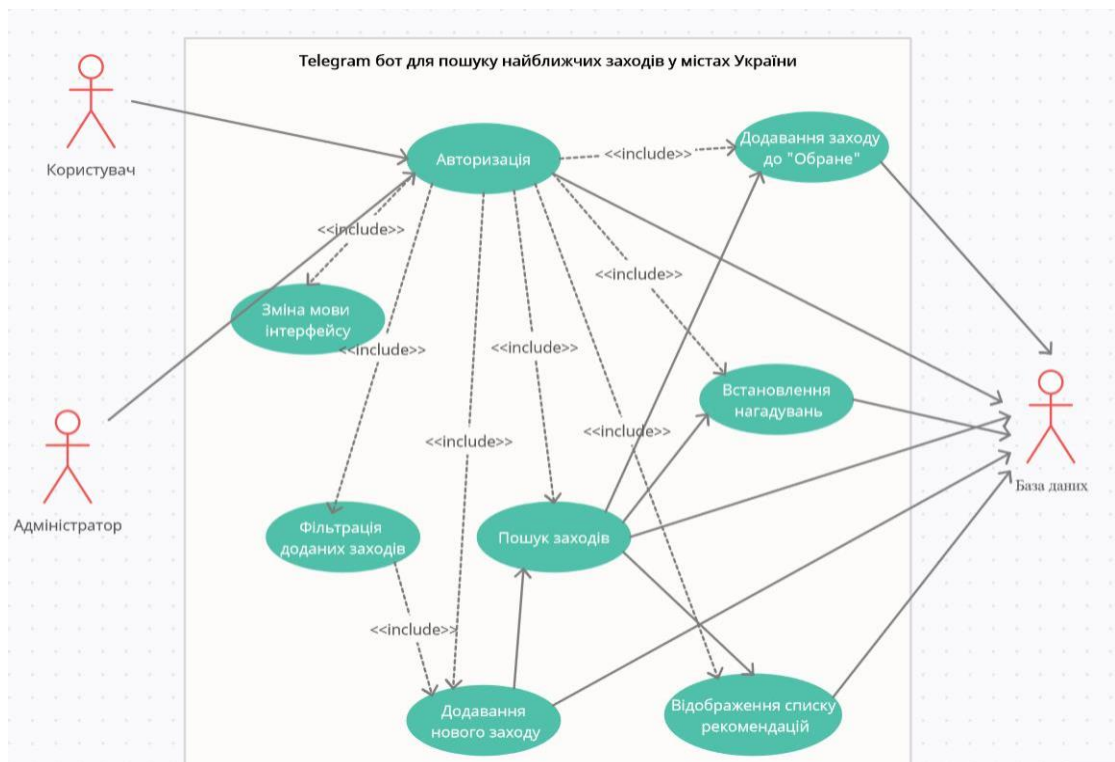 Telegram бот для пошуку найближчих заходів у містах України
Користувач
Авторизація
<<include>>
Додавання заходу
до "Обране"
<<include>>
<<include>>
Зміна мови
інтерфейсу
<<include>>
<<include>>
Встановлення
нагадувань
<<include>>
<<include>>
База даних
Адміністратор
Фільтрація
доданих заходів
Пошук заходів
<<include>>
Додавання
нового заходу
Відображення списку
рекомендацій